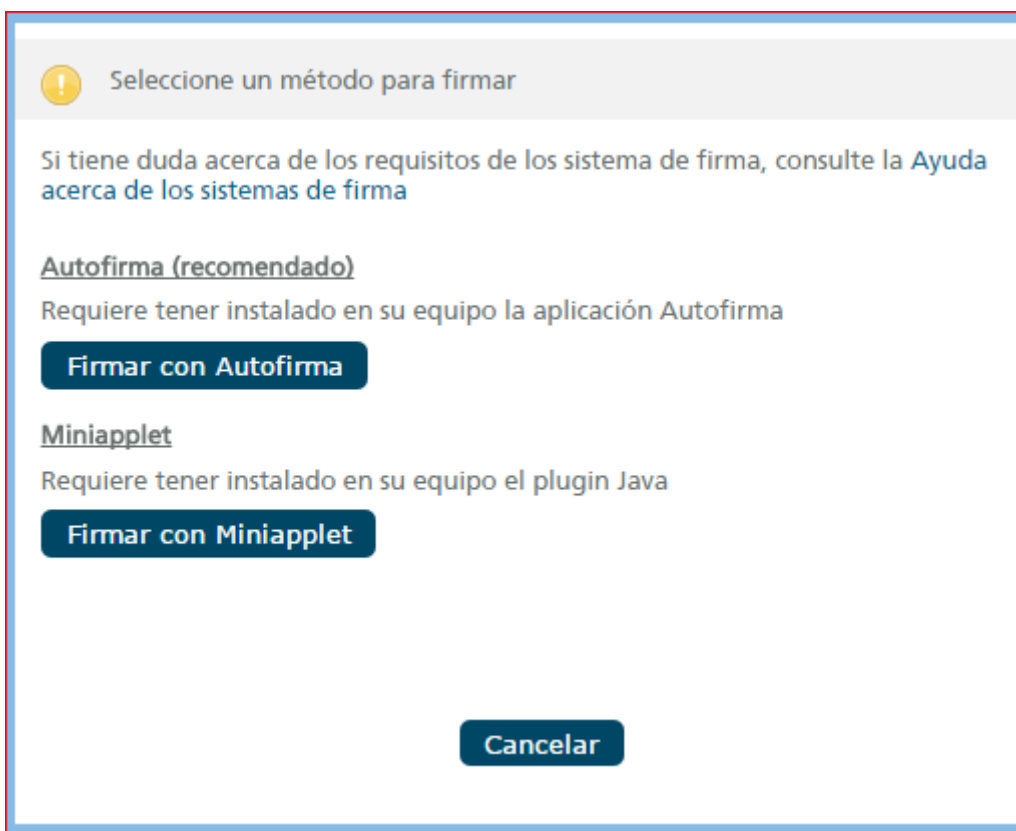 Seleccione un método para firmar
Si tiene duda acerca de los requisitos de los sistema de firma, consulte la Ayuda
acerca de los sistemas de firma
Autofirma (recomendado)
Requiere tener instalado en su equipo la aplicación Autofirma
Firmar con Autofirma
Miniapplet
Requiere tener instalado en su equipo el plugin Java
Firmar con Miniapplet
Cancelar